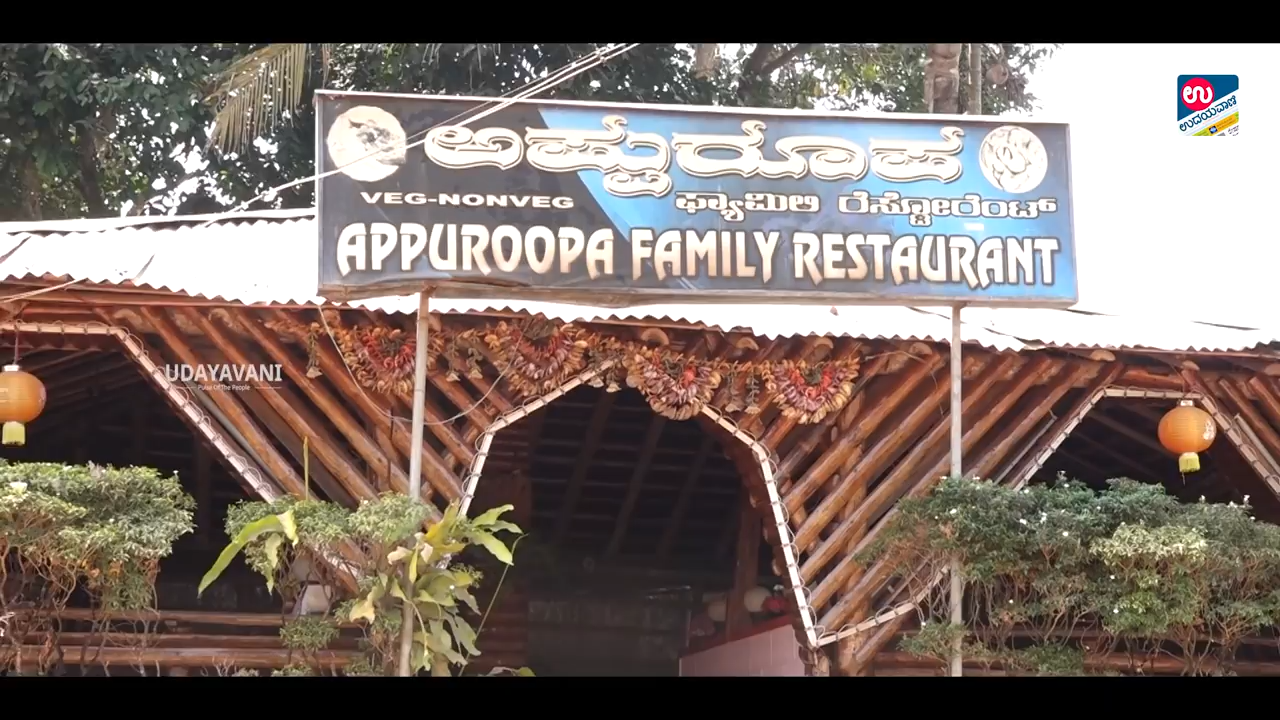 ಅಪ್ಪುರೂಪ
VEG-NONVEG
ಫ್ಯಾಮಿಲಿ ರೆಸ್ಟೋರೆಂಟ್
APPUROOPA FAMILY RESTAURANT
ಉ
ಉದಯವಾಣಿ
UDAYAVANI
Pulse Of The People